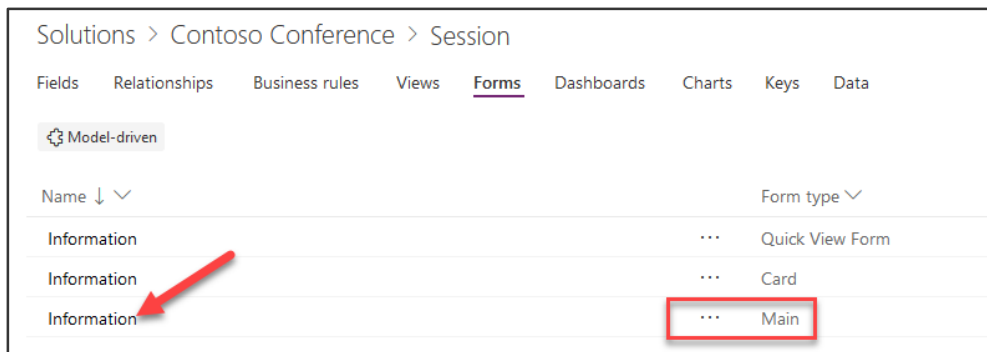 Solutions > Contoso Conference > Session
Fields Relationships Business rules Views Forms Dashboards Charts Keys Data
Model-driven
Name ↓ Form type
Information ... Quick View Form
Information ... Card
Information ... Main